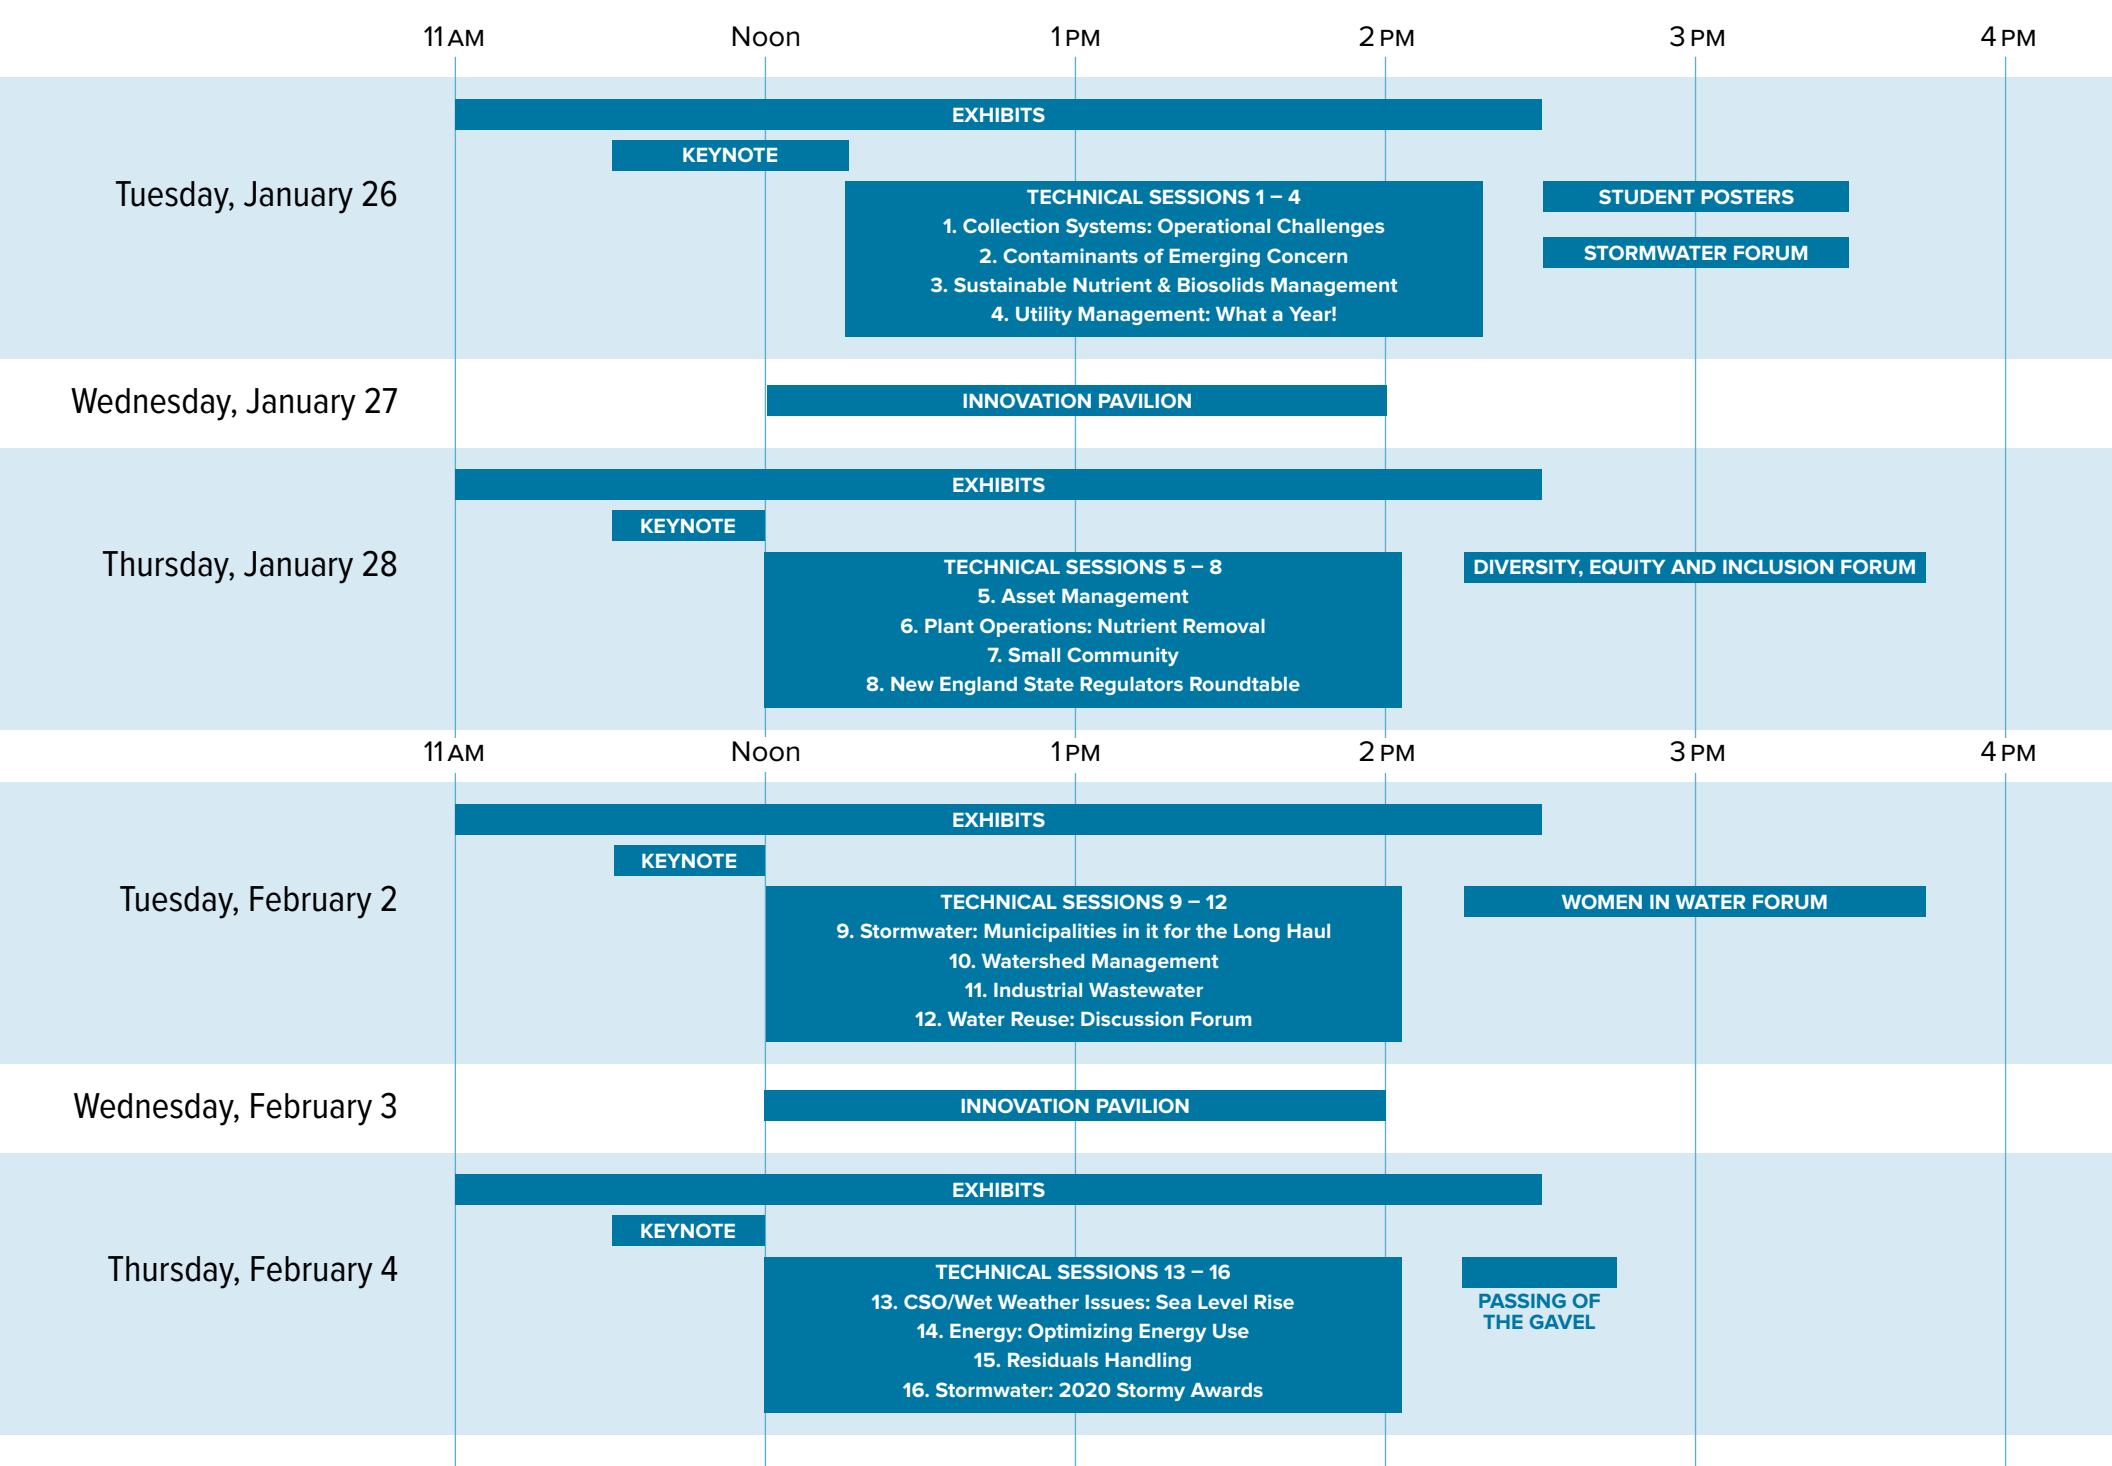 11 AM Noon 1 PM 2 PM 3 PM 4 PM
Tuesday, January 26
EXHIBITS
KEYNOTE
TECHNICAL SESSIONS 1 – 4
1. Collection Systems: Operational Challenges
2. Contaminants of Emerging Concern
3. Sustainable Nutrient & Biosolids Management
4. Utility Management: What a Year!
STUDENT POSTERS
STORMWATER FORUM
Wednesday, January 27
INNOVATION PAVILION
Thursday, January 28
EXHIBITS
KEYNOTE
TECHNICAL SESSIONS 5 – 8
5. Asset Management
6. Plant Operations: Nutrient Removal
7. Small Community
8. New England State Regulators Roundtable
DIVERSITY, EQUITY AND INCLUSION FORUM
11 AM Noon 1 PM 2 PM 3 PM 4 PM
Tuesday, February 2
EXHIBITS
KEYNOTE
TECHNICAL SESSIONS 9 – 12
9. Stormwater: Municipalities in it for the Long Haul
10. Watershed Management
11. Industrial Wastewater
12. Water Reuse: Discussion Forum
WOMEN IN WATER FORUM
Wednesday, February 3
INNOVATION PAVILION
Thursday, February 4
EXHIBITS
KEYNOTE
TECHNICAL SESSIONS 13 – 16
13. CSO/Wet Weather Issues: Sea Level Rise
14. Energy: Optimizing Energy Use
15. Residuals Handling
16. Stormwater: 2020 Stormy Awards
PASSING OF
THE GAVEL